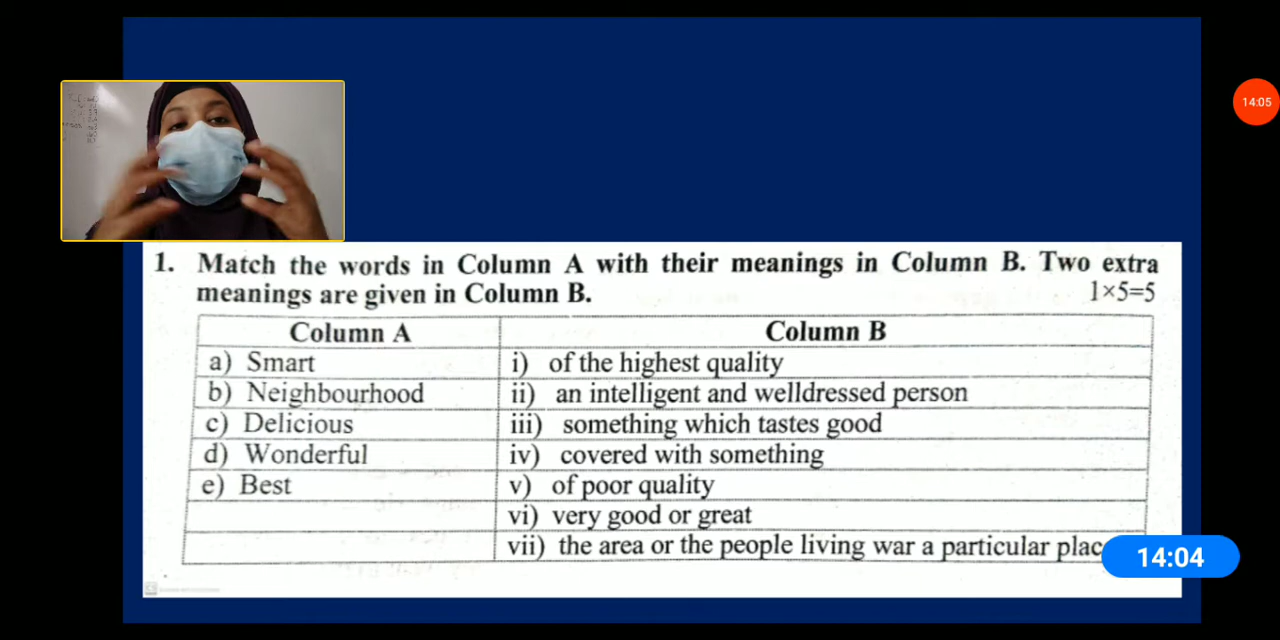 14:05
1. Match the words in Column A with their meanings in Column B. Two extra
meanings are given in Column B. 1×5=5
Column A Column B
a) Smart i) of the highest quality
b) Neighbourhood ii) an intelligent and welldressed person
c) Delicious iii) something which tastes good
d) Wonderful iv) covered with something
e) Best v) of poor quality
vi) very good or great
vii) the area or the people living war a particular plac
14:04